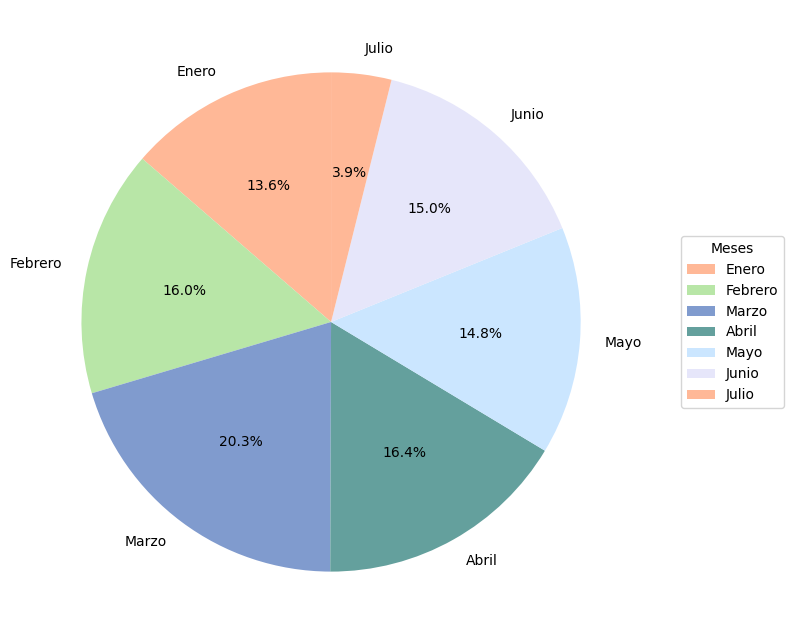 Julio
Enero
Junio
3.9%
13.6%
15.0%
Febrero
16.0%
14.8%
Mayo
20.3%
16.4%
Marzo
Abril
Meses
Enero
Febrero
Marzo
Abril
Mayo
Junio
Julio